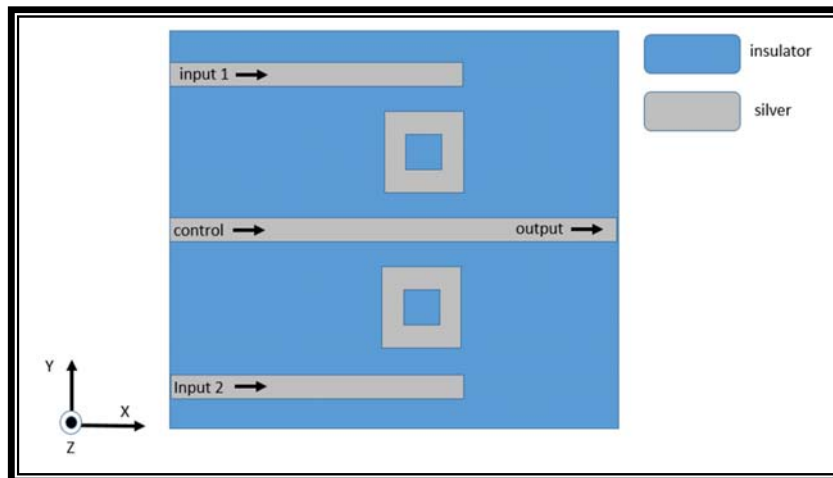 input 1
insulator
silver
control
output
Input 2
Y
X
Z